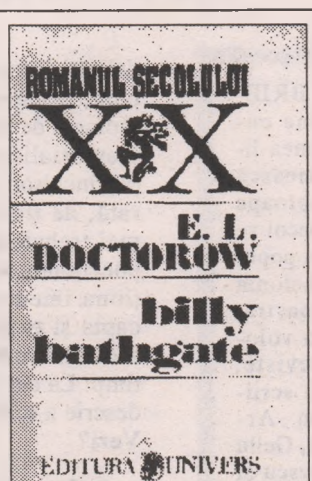 ROMANUL SECOLULUI
XX
E. L.
DOCTOROW
billy
bathgate
EDITURA UNIVERS